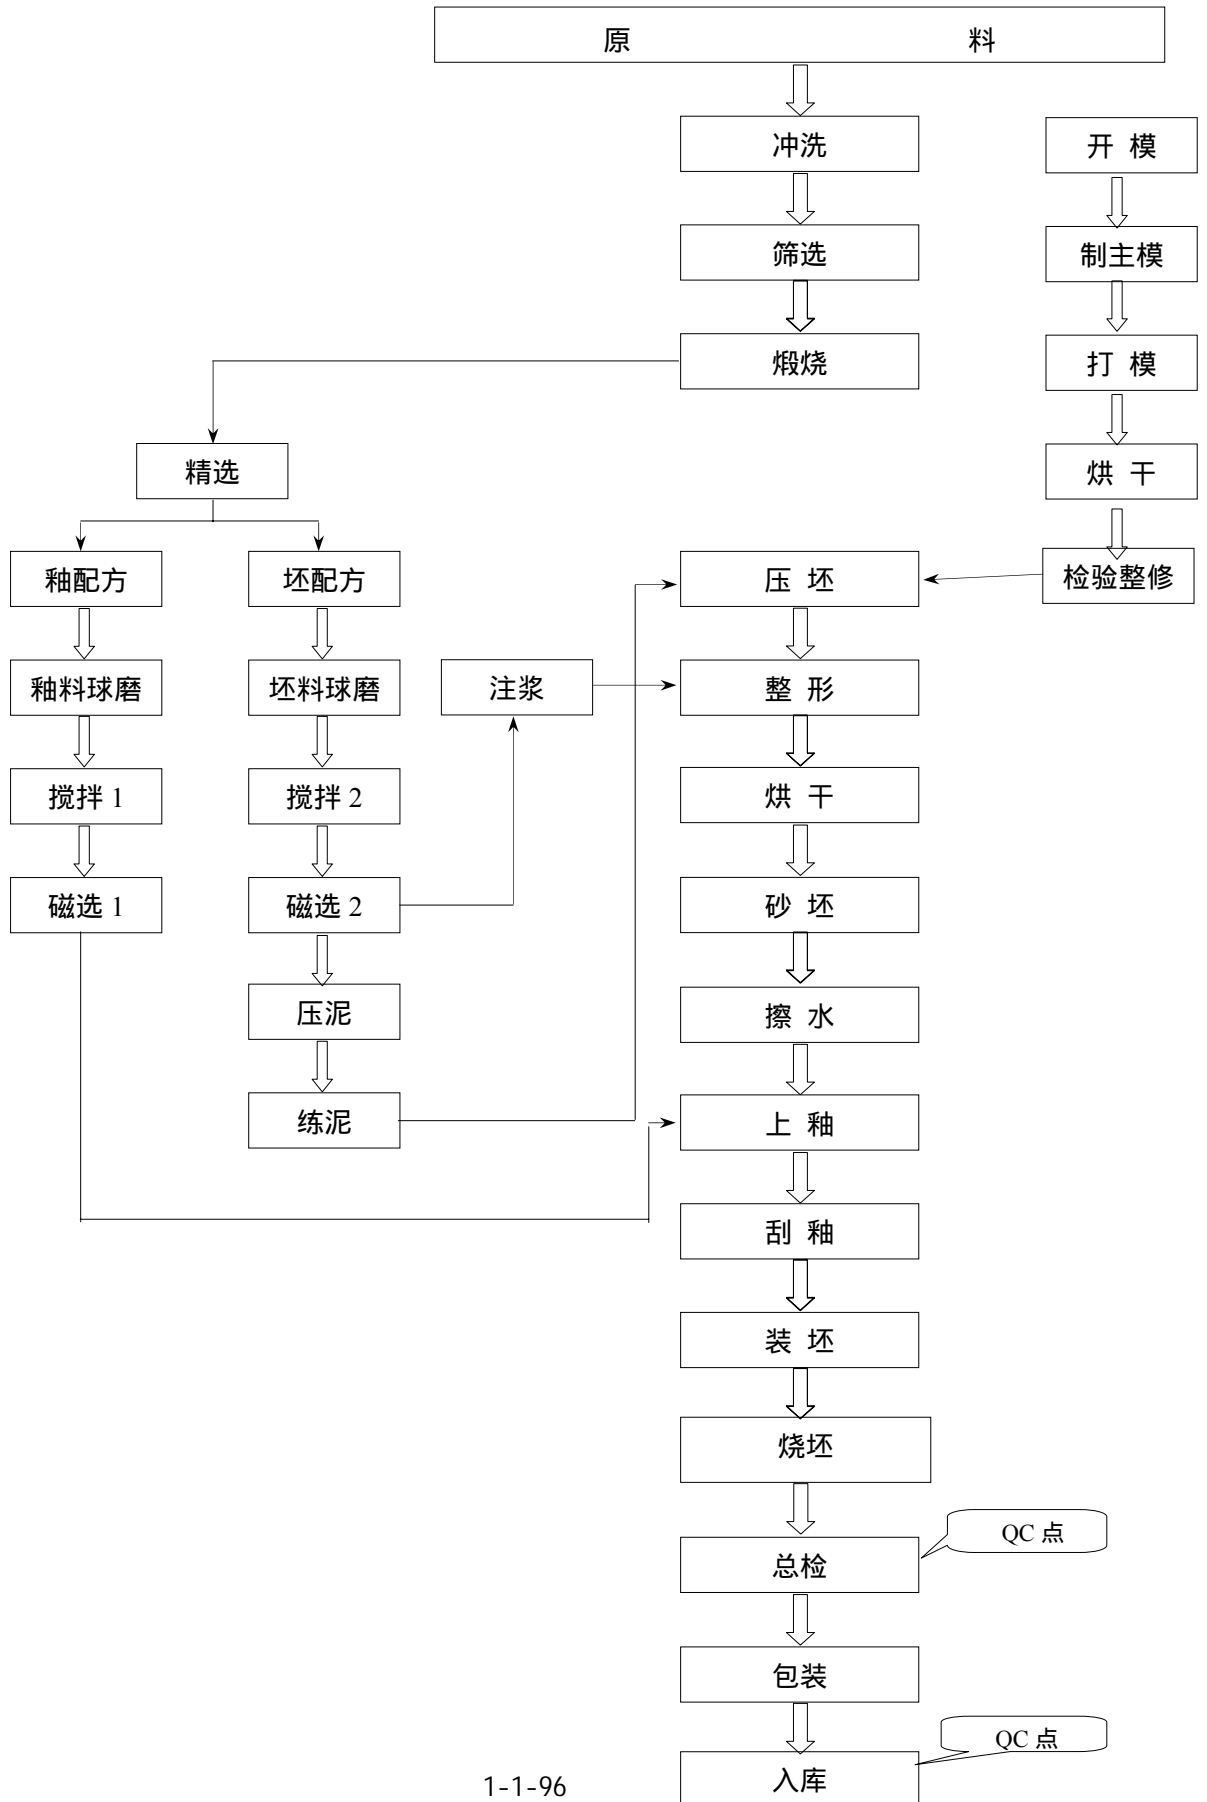 原 料
冲洗
开 模
筛选
制主模
煅烧
打 模
精选
烘 干
釉配方
坯配方
压 坯
检验整修
釉料球磨
坯料球磨
注浆
整 形
搅拌 1
搅拌 2
烘 干
磁选 1
磁选 2
砂 坯
压泥
擦 水
练泥
上 釉
刮 釉
装 坯
烧坯
QC 点
总检
包装
QC 点
入库
1-1-96